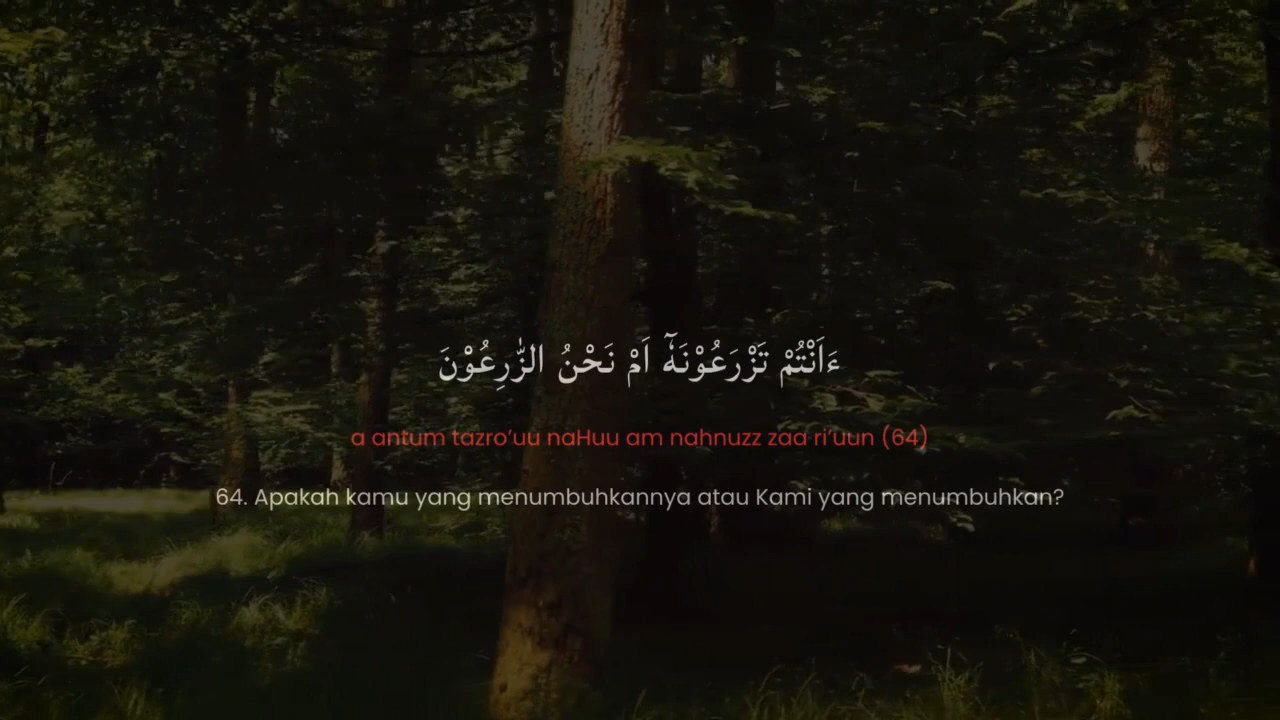 ءَاَنْتُمْ تَزْرَعُوْنَهٗٓ اَمْ نَحْنُ الزّٰرِعُوْنَ
a antum tazro’uu naHuu am nahnuzz zaa ri’uun (64)
64. Apakah kamu yang menumbuhkannya atau Kami yang menumbuhkan?